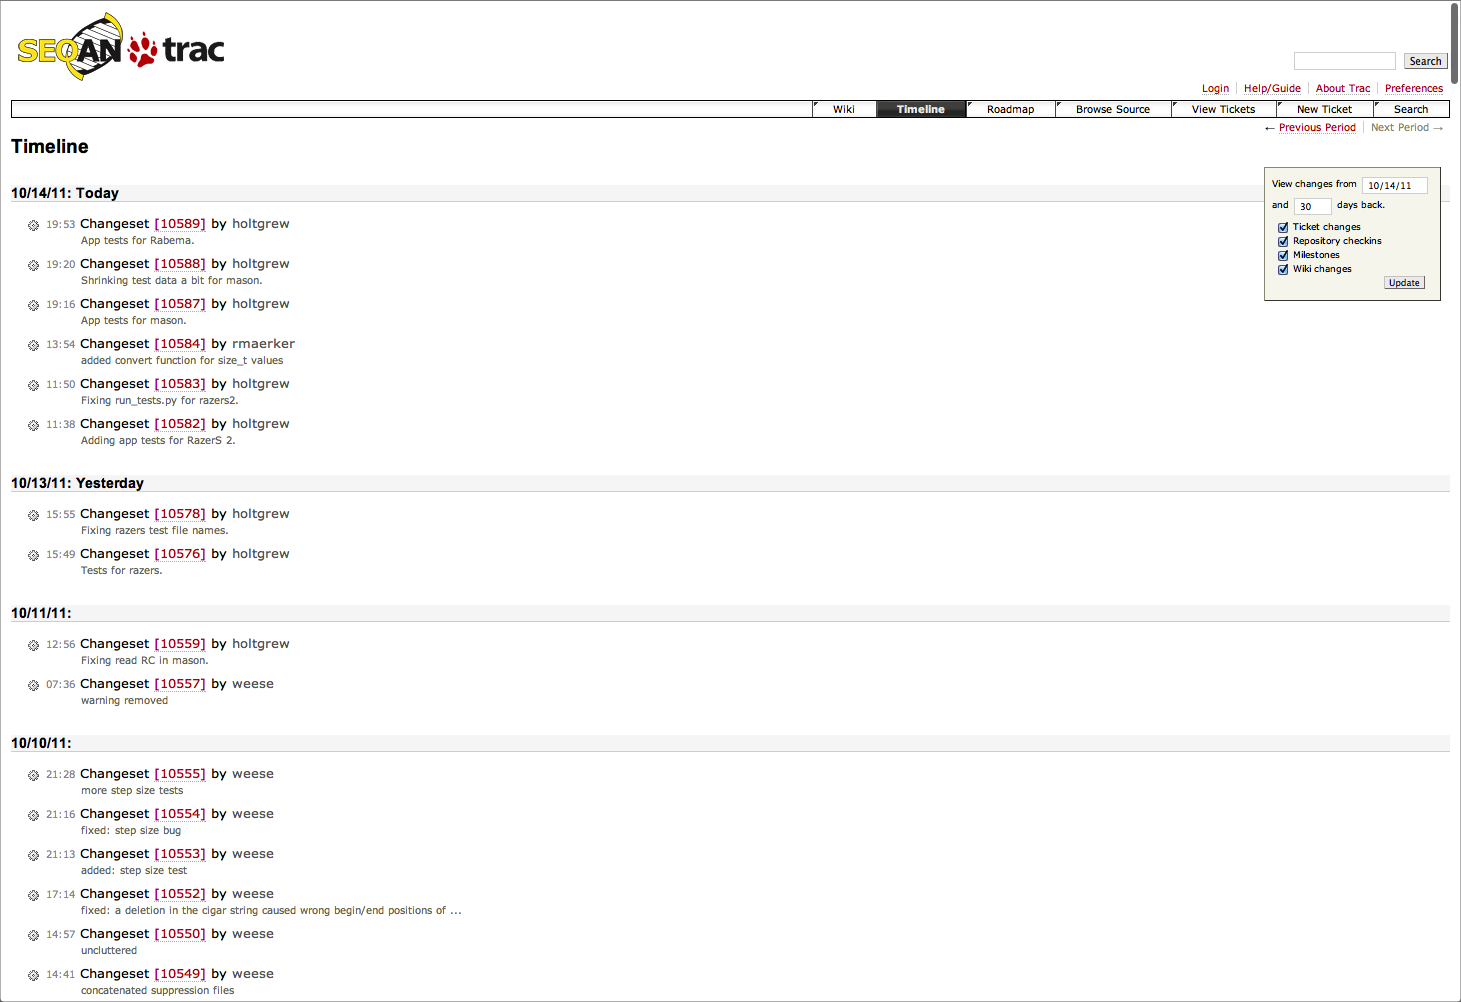 SEQAN trac
Search
Login Help/Guide About Trac Preferences
Wiki Timeline Roadmap Browse Source View Tickets New Ticket Search
← Previous Period Next Period →
Timeline
View changes from 10/14/11
and 30 days back.
Ticket changes
Repository checkins
Milestones
Wiki changes
Update
10/14/11: Today
19:53 Changeset [10589] by holtgrew
App tests for Rabema.
19:20 Changeset [10588] by holtgrew
Shrinking test data a bit for mason.
19:16 Changeset [10587] by holtgrew
App tests for mason.
13:54 Changeset [10584] by rmaerker
added convert function for size_t values
11:50 Changeset [10583] by holtgrew
Fixing run_tests.py for razers2.
11:38 Changeset [10582] by holtgrew
Adding app tests for RazerS 2.
10/13/11: Yesterday
15:55 Changeset [10578] by holtgrew
Fixing razers test file names.
15:49 Changeset [10576] by holtgrew
Tests for razers.
10/11/11:
12:56 Changeset [10559] by holtgrew
Fixing read RC in mason.
07:36 Changeset [10557] by weese
warning removed
10/10/11:
21:28 Changeset [10555] by weese
more step size tests
21:16 Changeset [10554] by weese
fixed: step size bug
21:13 Changeset [10553] by weese
added: step size test
17:14 Changeset [10552] by weese
fixed: a deletion in the cigar string caused wrong begin/end positions of ...
14:57 Changeset [10550] by weese
uncluttered
14:41 Changeset [10549] by weese
concatenated suppression files